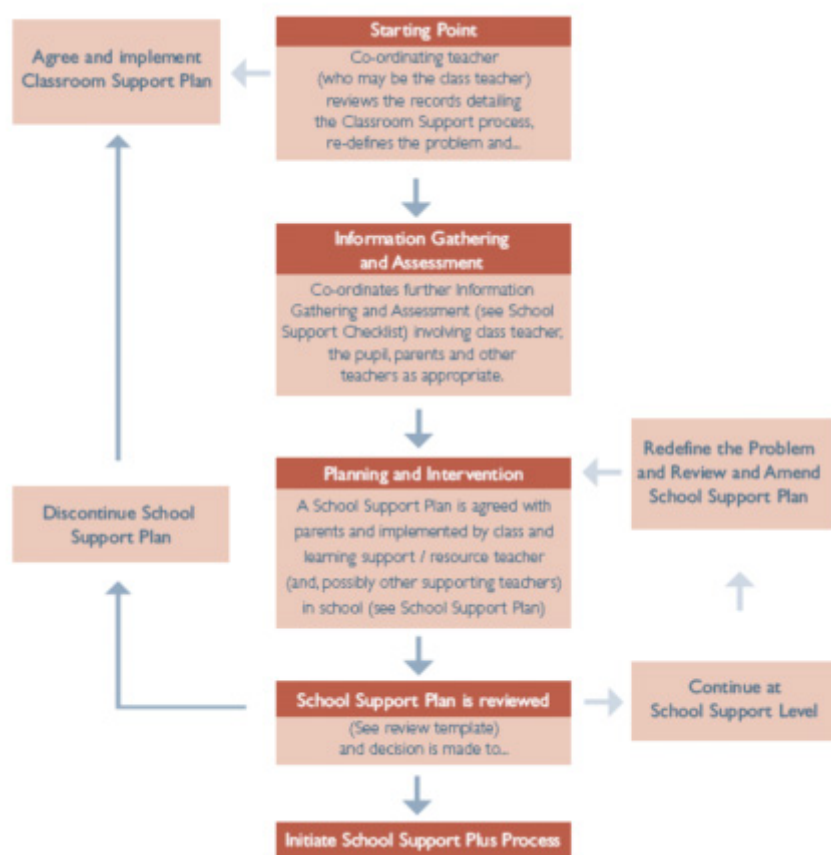 Agree and implement
Classroom Support Plan
Starting Point
Co-ordinating teacher
(who may be the class teacher)
reviews the records detailing
the Classroom Support process,
re-defines the problem and...
Information Gathering
and Assessment
Co-ordinates further Information
Gathering and Assessment (see School
Support Checklist) involving class teacher,
the pupil, parents and other
teachers as appropriate.
Planning and Intervention
A School Support Plan is agreed with
parents and implemented by class and
learning support / resource teacher
(and, possibly other supporting teachers)
in school (see School Support Plan)
Redefine the Problem
and Review and Amend
School Support Plan
Discontinue School
Support Plan
School Support Plan is reviewed
(See review template)
and decision is made to...
Continue at
School Support Level
Initiate School Support Plus Process